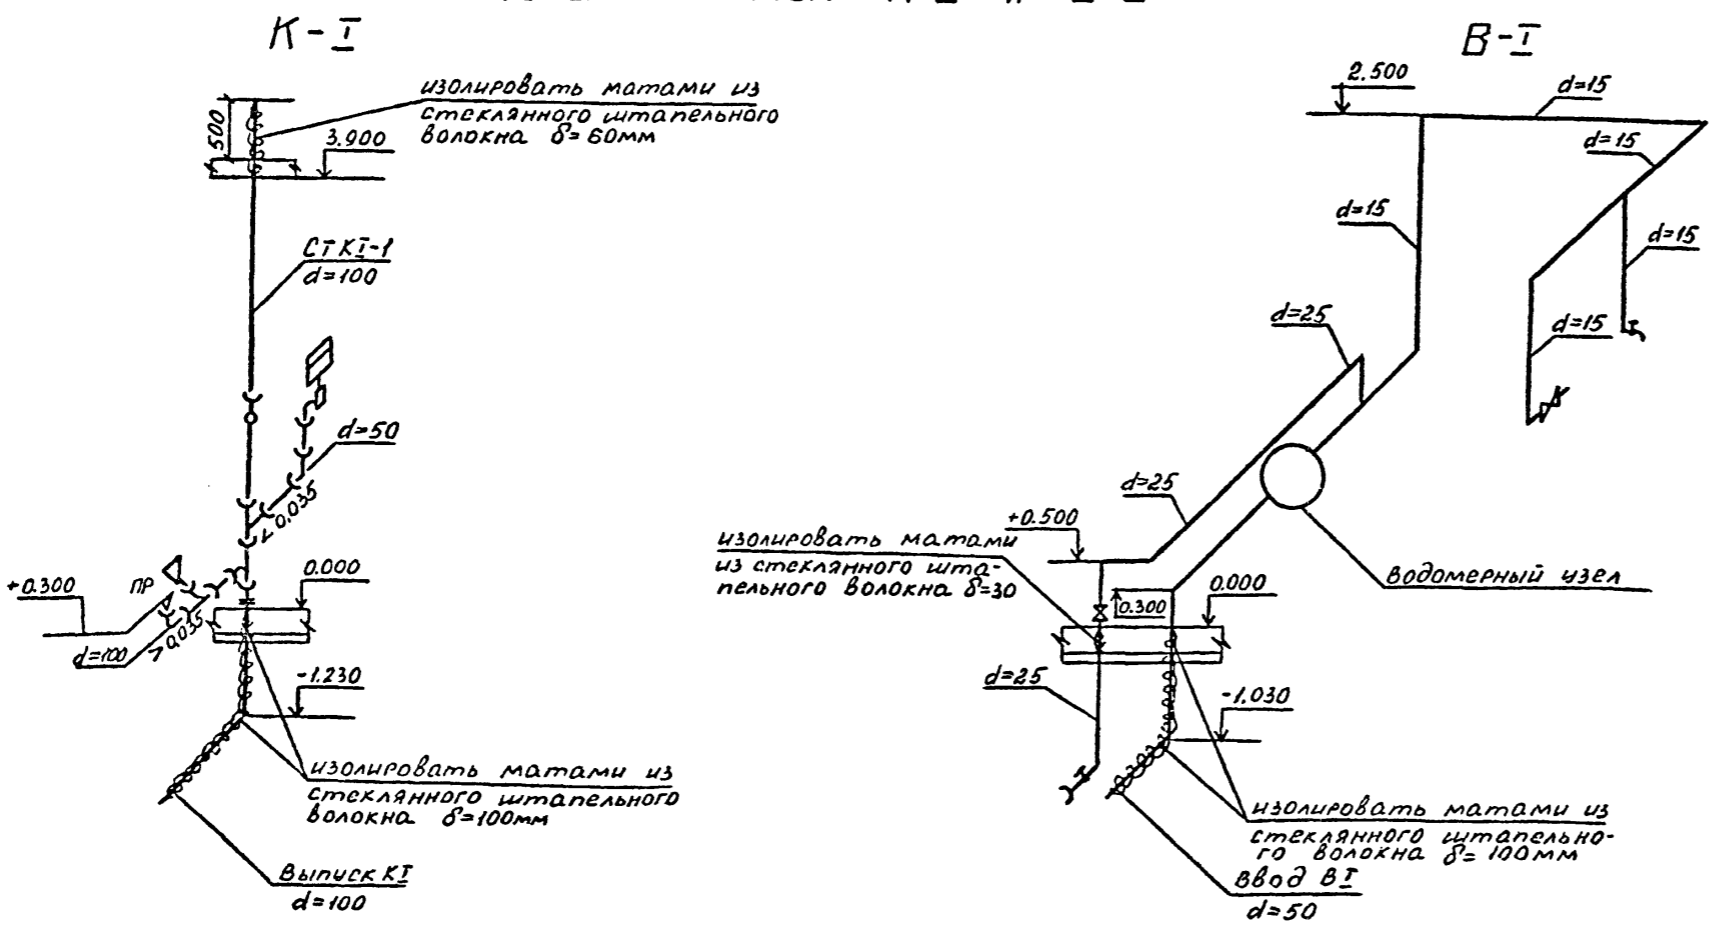 К-I
изолировать матами из
стеклянного штапельного
волокна δ=60мм
500
3.900
СТ КI-1
d=100
d=50
0,035
0.000
+0.300
ПР
0,035
d=100
-1.230
изолировать матами из
стеклянного штапельного
волокна δ=100мм
Выпуск КI
d=100
В-I
2.500
d=15
d=15
d=15
d=15
d=15
d=25
d=25
+0.500
изолировать матами
из стеклянного шта-
пельного волокна δ=30
0.300
0.000
водомерный узел
d=25
-1.030
изолировать матами из
стеклянного штапельно-
го волокна δ=100мм
Ввод ВI
d=50